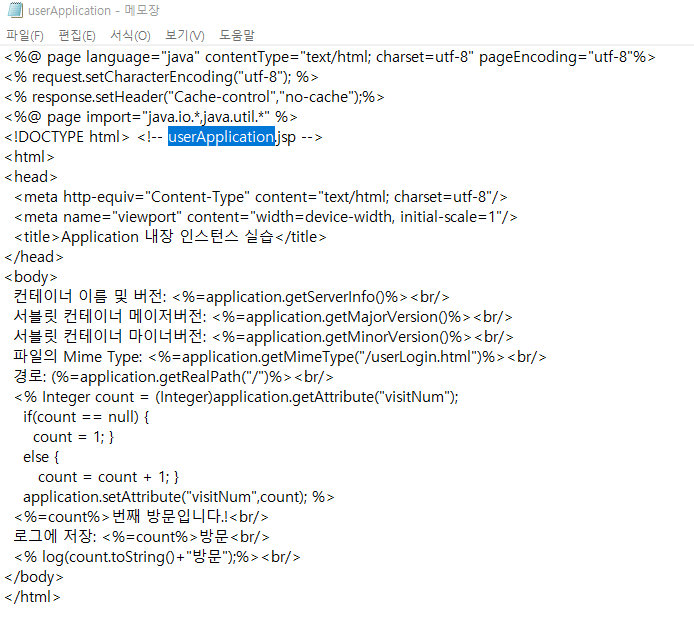 userApplication - 메모장
파일(F) 편집(E) 서식(O) 보기(V) 도움말
<%@ page language="java" contentType="text/html; charset=utf-8" pageEncoding="utf-8"%>
<% request.setCharacterEncoding("utf-8"); %>
<% response.setHeader("Cache-control","no-cache");%>
<%@ page import="java.io.*,java.util.*" %>
<!DOCTYPE html> <!-- userApplication.jsp -->
<html>
<head>
  <meta http-equiv="Content-Type" content="text/html; charset=utf-8"/>
  <meta name="viewport" content="width=device-width, initial-scale=1"/>
  <title>Application 내장 인스턴스 실습</title>
</head>
<body>
  컨테이너 이름 및 버전: <%=application.getServerInfo()%><br/>
  서블릿 컨테이너 메이저버전: <%=application.getMajorVersion()%><br/>
  서블릿 컨테이너 마이너버전: <%=application.getMinorVersion()%><br/>
  파일의 Mime Type: <%=application.getMimeType("/userLogin.html")%><br/>
  경로: (%=application.getRealPath("/")%><br/>
  <% Integer count = (Integer)application.getAttribute("visitNum");
    if(count == null) {
      count = 1; }
    else {
       count = count + 1; }
    application.setAttribute("visitNum",count); %>
  <%=count%>번째 방문입니다.!<br/>
  로그에 저장: <%=count%>방문<br/>
  <% log(count.toString()+"방문");%><br/>
</body>
</html>